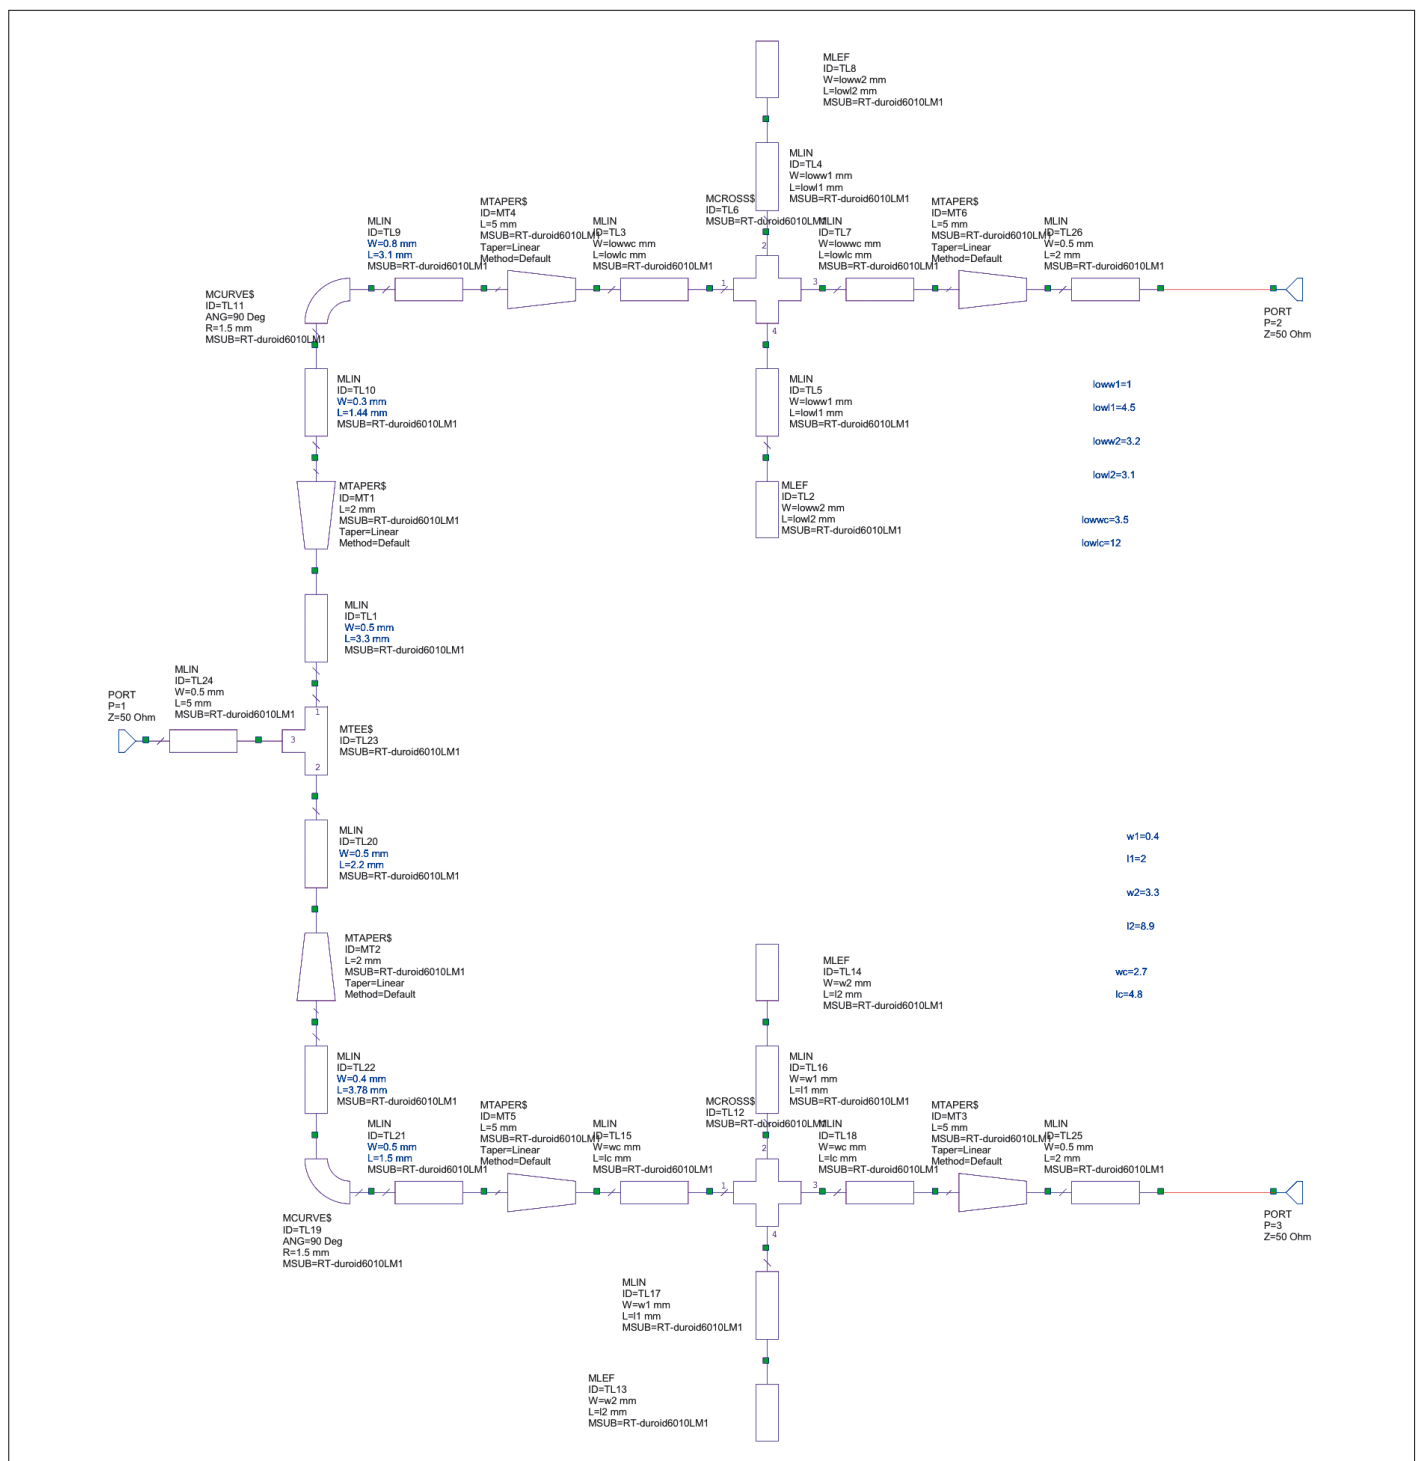 MLEF
ID=TL8
W=loww2 mm
L=lowl2 mm
MSUB=RT-duroid6010LM1
MLIN
ID=TL4
W=loww1 mm
L=lowl1 mm
MSUB=RT-duroid6010LM1
MCROSS$
ID=TL6
MSUB=RT-duroid6010LM1
2
1
3
4
MLIN
ID=TL9
W=0.8 mm
L=3.1 mm
MSUB=RT-duroid6010LM1
MTAPER$
ID=MT4
L=5 mm
MSUB=RT-duroid6010LM1
Taper=Linear
Method=Default
MLIN
ID=TL3
W=lowwc mm
L=lowlc mm
MSUB=RT-duroid6010LM1
MLIN
ID=TL7
W=lowwc mm
L=lowlc mm
MSUB=RT-duroid6010LM1
MTAPER$
ID=MT6
L=5 mm
MSUB=RT-duroid6010LM1
Taper=Linear
Method=Default
MLIN
ID=TL26
W=0.5 mm
L=2 mm
MSUB=RT-duroid6010LM1
PORT
P=2
Z=50 Ohm
MCURVE$
ID=TL11
ANG=90 Deg
R=1.5 mm
MSUB=RT-duroid6010LM1
MLIN
ID=TL10
W=0.3 mm
L=1.44 mm
MSUB=RT-duroid6010LM1
MLIN
ID=TL5
W=loww1 mm
L=lowl1 mm
MSUB=RT-duroid6010LM1
loww1=1
lowl1=4.5
loww2=3.2
lowl2=3.1
lowwc=3.5
lowlc=12
MTAPER$
ID=MT1
L=2 mm
MSUB=RT-duroid6010LM1
Taper=Linear
Method=Default
MLEF
ID=TL2
W=loww2 mm
L=lowl2 mm
MSUB=RT-duroid6010LM1
MLIN
ID=TL1
W=0.5 mm
L=3.3 mm
MSUB=RT-duroid6010LM1
PORT
P=1
Z=50 Ohm
MLIN
ID=TL24
W=0.5 mm
L=5 mm
MSUB=RT-duroid6010LM1
1
3
2
MTEE$
ID=TL23
MSUB=RT-duroid6010LM1
MLIN
ID=TL20
W=0.5 mm
L=2.2 mm
MSUB=RT-duroid6010LM1
w1=0.4
l1=2
w2=3.3
l2=8.9
wc=2.7
lc=4.8
MTAPER$
ID=MT2
L=2 mm
MSUB=RT-duroid6010LM1
Taper=Linear
Method=Default
MLEF
ID=TL14
W=w2 mm
L=l2 mm
MSUB=RT-duroid6010LM1
MLIN
ID=TL22
W=0.4 mm
L=3.78 mm
MSUB=RT-duroid6010LM1
MLIN
ID=TL16
W=w1 mm
L=l1 mm
MSUB=RT-duroid6010LM1
MCROSS$
ID=TL12
MSUB=RT-duroid6010LM1
2
1
3
4
MLIN
ID=TL21
W=0.5 mm
L=1.5 mm
MSUB=RT-duroid6010LM1
MTAPER$
ID=MT5
L=5 mm
MSUB=RT-duroid6010LM1
Taper=Linear
Method=Default
MLIN
ID=TL15
W=wc mm
L=lc mm
MSUB=RT-duroid6010LM1
MLIN
ID=TL18
W=wc mm
L=lc mm
MSUB=RT-duroid6010LM1
MTAPER$
ID=MT3
L=5 mm
MSUB=RT-duroid6010LM1
Taper=Linear
Method=Default
MLIN
ID=TL25
W=0.5 mm
L=2 mm
MSUB=RT-duroid6010LM1
PORT
P=3
Z=50 Ohm
MCURVE$
ID=TL19
ANG=90 Deg
R=1.5 mm
MSUB=RT-duroid6010LM1
MLIN
ID=TL17
W=w1 mm
L=l1 mm
MSUB=RT-duroid6010LM1
MLEF
ID=TL13
W=w2 mm
L=l2 mm
MSUB=RT-duroid6010LM1